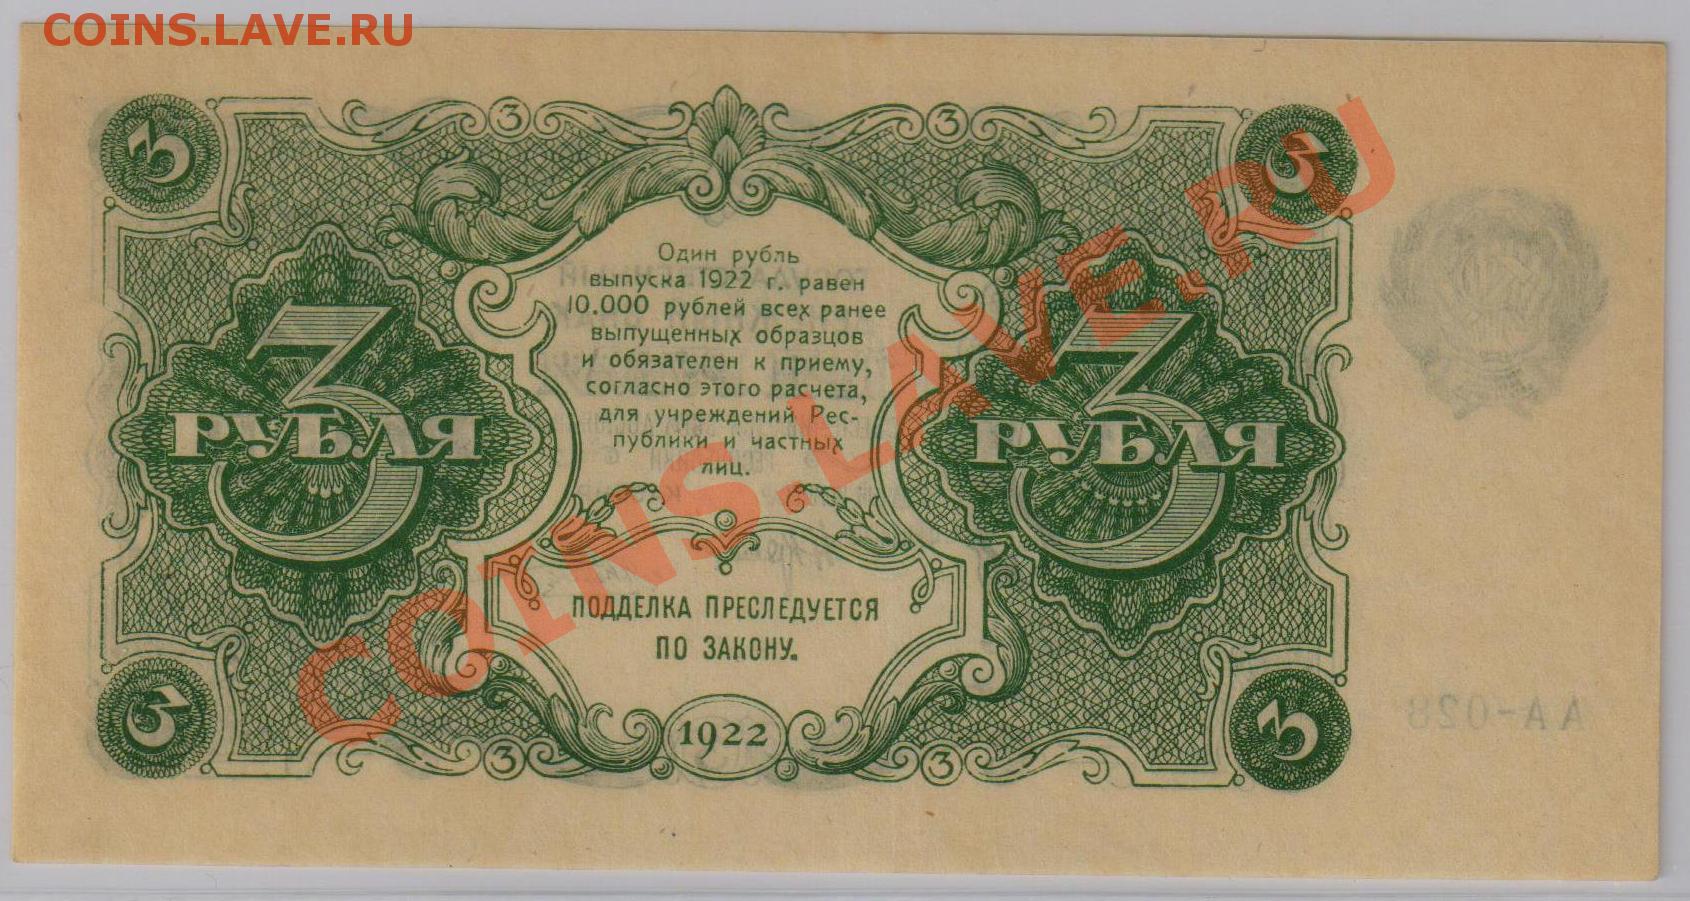 COINS.LAVE.RU
3 3 3 3
Один рубль
выпуска 1922 г. равен
10.000 рублей всех ранее
выпущенных образцов
и обязателен к приему,
согласно этого расчета,
для учреждений Рес-
публики и частных
лиц.
3 3
РУБЛЯ РУБЛЯ
COINS.LAVE.RU
ПОДДЕЛКА ПРЕСЛЕДУЕТСЯ
ПО ЗАКОНУ.
АА-028
3 3 1922 3 3